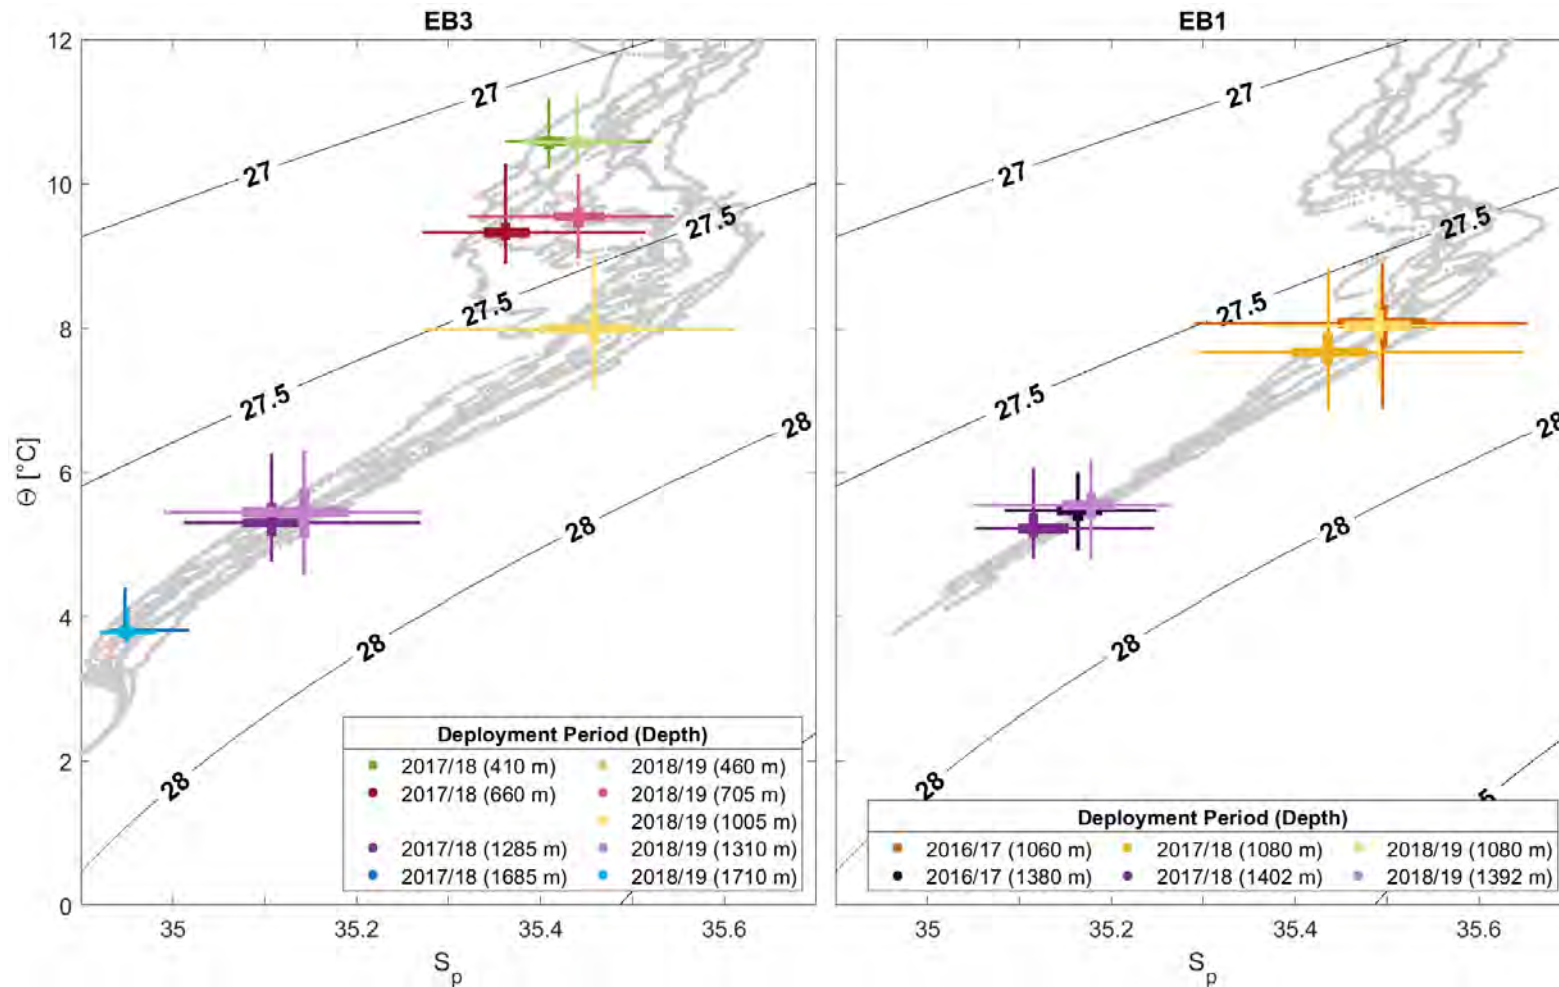 EB3
EB1
12
10
8
6
4
2
0
Θ [°C]
27
27
27.5
27.5
28
28
28
27
27
27.5
27.5
28
28
28
5
Deployment Period (Depth)
2017/18 (410 m) 2018/19 (460 m)
2017/18 (660 m) 2018/19 (705 m)
2018/19 (1005 m)
2017/18 (1285 m) 2018/19 (1310 m)
2017/18 (1685 m) 2018/19 (1710 m)
Deployment Period (Depth)
2016/17 (1060 m) 2017/18 (1080 m) 2018/19 (1080 m)
2016/17 (1380 m) 2017/18 (1402 m) 2018/19 (1392 m)
35 35.2 35.4 35.6
35 35.2 35.4 35.6
Sp
Sp